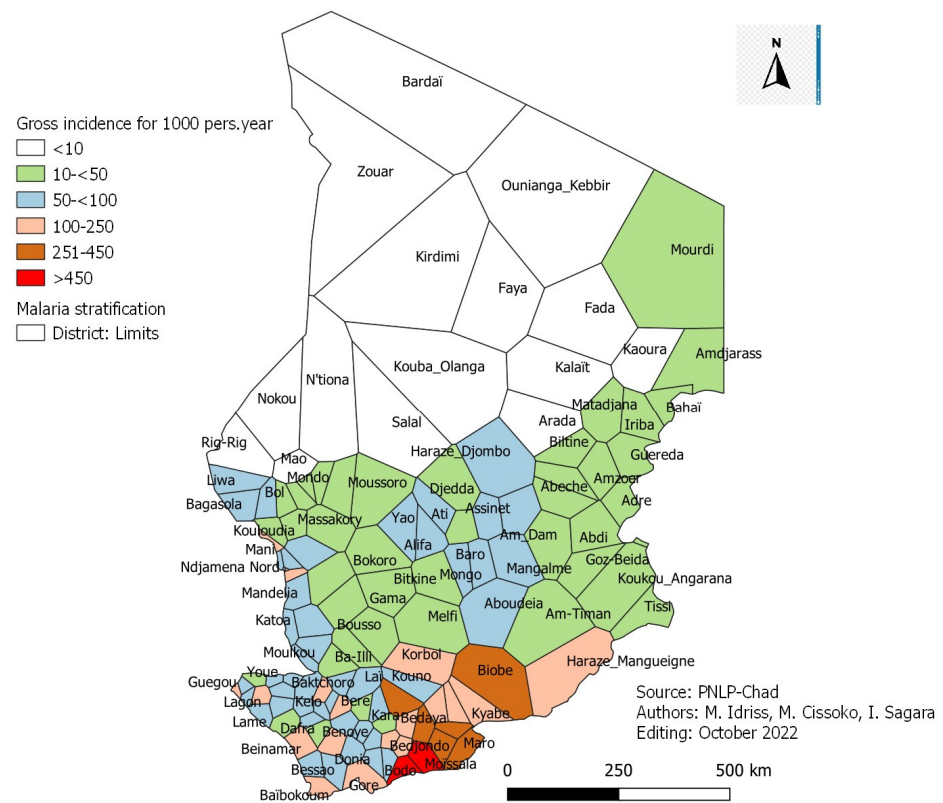 N
Gross incidence for 1000 pers.year
<10
10-<50
50-<100
100-250
251-450
>450
Malaria stratification
District: Limits
Bardaï
Zouar
Ounianga_Kebbir
Mourdi
Kirdimi
Faya
Fada
Kaoura
Amdjarass
N'tiona
Kouba_Olanga
Kalaït
Nokou
Matadjana
Bahaï
Salal
Arada
Iriba
Rig-Rig
Biltine
Haraze_Djombo
Guereda
Mao
Mondo
Liwa
Moussoro
Amzoer
Bol
Djedda
Abeche
Bagasola
Adre
Assinet
Massakory
Yao
Ati
Kouloudia
Am_Dam
Abdi
Alifa
Mani
Baro
Bokoro
Goz-Beida
Ndjamena Nord
Mangalme
Bitkine
Mongo
Koukou_Angarana
Mandelia
Gama
Aboudeia
Tissi
Katoa
Bousso
Melfi
Am-Timan
Moulkou
Ba-Illi
Korbol
Haraze_Mangueigne
Biobe
Youe
Laï
Kouno
Guegou
Baktchoro
Lagon
Kelo
Bere
Kara
Kyabe
Lame
Bedaya
Dafra
Benoye
Maro
Beinamar
Bedjondo
Donia
Moïssala
Bessao
Bodo
Gore
Baïbokoum
Source: PNLP-Chad
Authors: M. Idriss, M. Cissoko, I. Sagara
Editing: October 2022
0 250 500 km